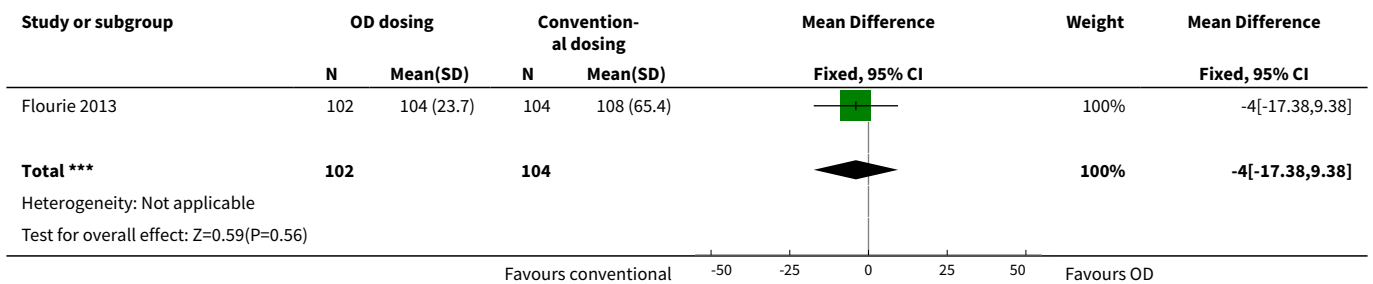 Study or subgroup OD dosing Convention- Mean Difference Weight Mean Difference
al dosing
N Mean(SD) N Mean(SD) Fixed, 95% CI Fixed, 95% CI
Flourie 2013 102 104 (23.7) 104 108 (65.4) 100% -4[-17.38,9.38]
Total *** 102 104 100% -4[-17.38,9.38]
Heterogeneity: Not applicable
Test for overall effect: Z=0.59(P=0.56)
Favours conventional -50 -25 0 25 50 Favours OD